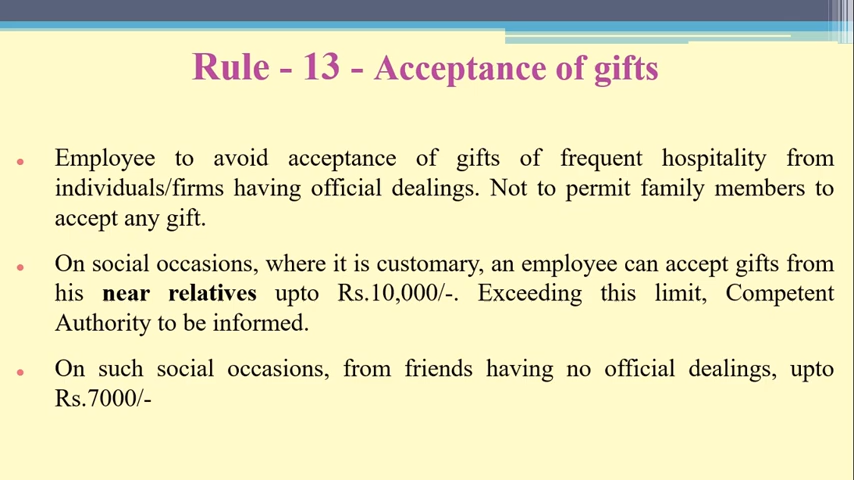 Rule - 13 - Acceptance of gifts
Employee to avoid acceptance of gifts of frequent hospitality from
individuals/firms having official dealings. Not to permit family members to
accept any gift.
On social occasions, where it is customary, an employee can accept gifts from
his near relatives upto Rs.10,000/-. Exceeding this limit, Competent
Authority to be informed.
On such social occasions, from friends having no official dealings, upto
Rs.7000/-